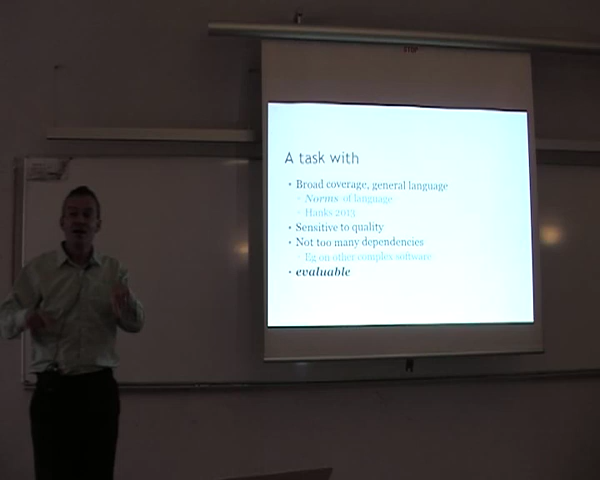 STOP
A task with
• Broad coverage, general language
◦ Norms of language
◦ Hanks 2013
• Sensitive to quality
• Not too many dependencies
◦ Eg on other complex software
• evaluable